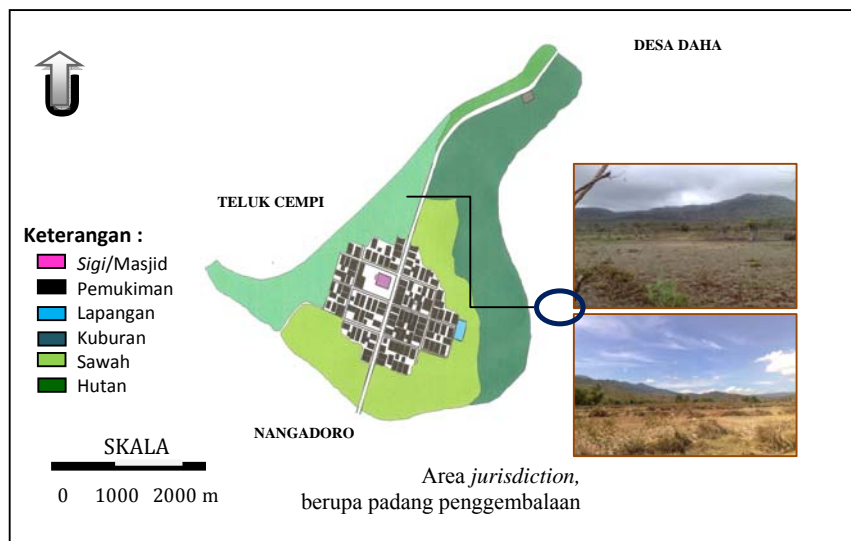 DESA DAHA
U
TELUK CEMPI
Keterangan :
Sigi/Masjid
Pemukiman
Lapangan
Kuburan
Sawah
Hutan
NANGADORO
SKALA
0 1000 2000 m
Area jurisdiction,
berupa padang penggembalaan